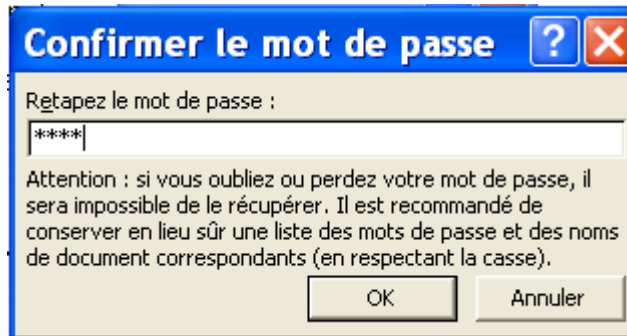 Confirmer le mot de passe
Retapez le mot de passe :
****
Attention : si vous oubliez ou perdez votre mot de passe, il
sera impossible de le récupérer. Il est recommandé de
conserver en lieu sûr une liste des mots de passe et des noms
de document correspondants (en respectant la casse).
OK Annuler